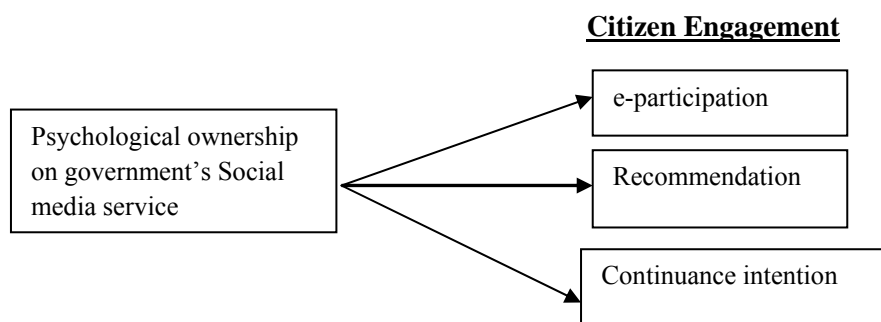 Citizen Engagement
e-participation
Psychological ownership
on government’s Social
media service
Recommendation
Continuance intention